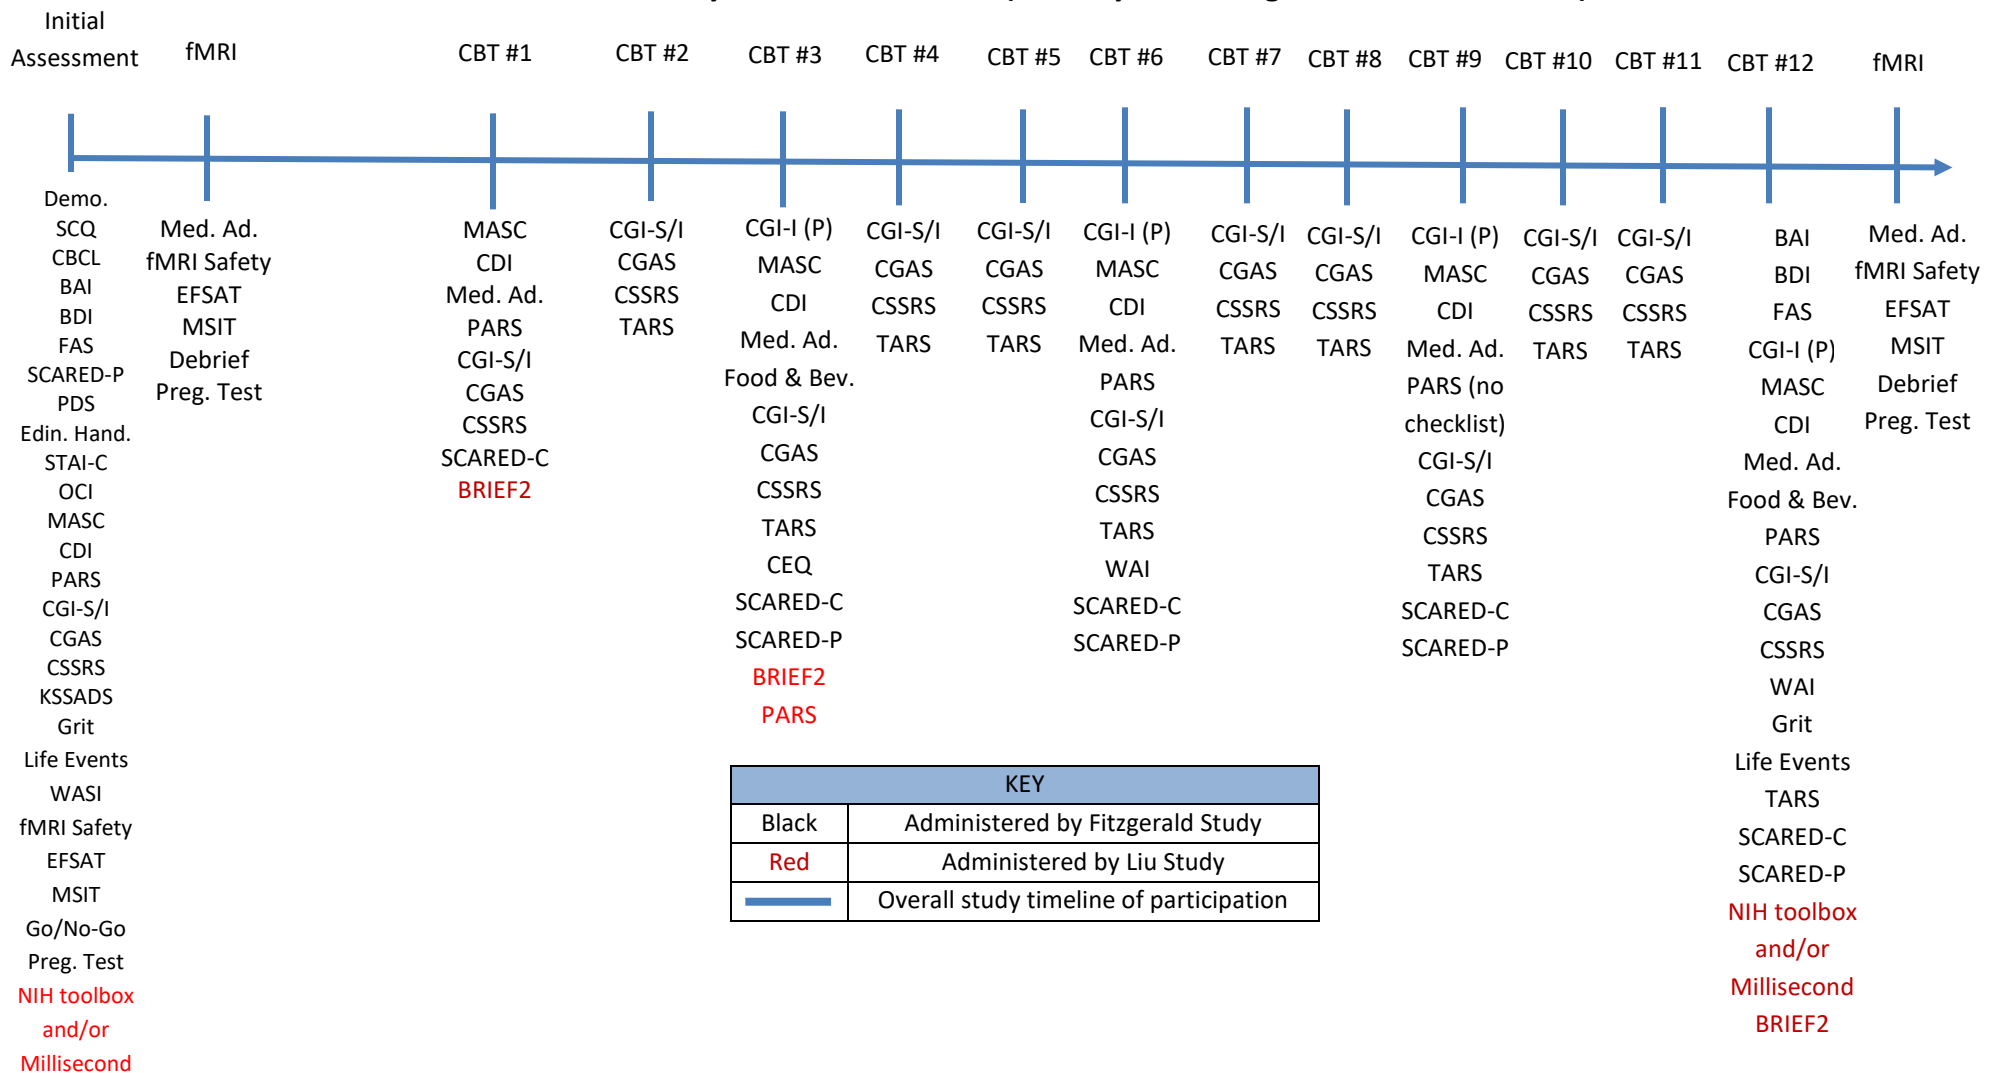 Initial
Assessment
fMRI
CBT #1
CBT #2
CBT #3
CBT #4
CBT #5
CBT #6
CBT #7
CBT #8
CBT #9
CBT #10
CBT #11
CBT #12
fMRI
Demo.
SCQ
CBCL
BAI
BDI
FAS
SCARED-P
PDS
Edin. Hand.
STAI-C
OCI
MASC
CDI
PARS
CGI-S/I
CGAS
CSSRS
KSSADS
Grit
Life Events
WASI
fMRI Safety
EFSAT
MSIT
Go/No-Go
Preg. Test
NIH toolbox
and/or
Millisecond
Med. Ad.
fMRI Safety
EFSAT
MSIT
Debrief
Preg. Test
MASC
CDI
Med. Ad.
PARS
CGI-S/I
CGAS
CSSRS
SCARED-C
BRIEF2
CGI-S/I
CGAS
CSSRS
TARS
CGI-I (P)
MASC
CDI
Med. Ad.
Food & Bev.
CGI-S/I
CGAS
CSSRS
TARS
CEQ
SCARED-C
SCARED-P
BRIEF2
PARS
CGI-S/I
CGAS
CSSRS
TARS
CGI-S/I
CGAS
CSSRS
TARS
CGI-I (P)
MASC
CDI
Med. Ad.
PARS
CGI-S/I
CGAS
CSSRS
TARS
WAI
SCARED-C
SCARED-P
CGI-S/I
CGAS
CSSRS
TARS
CGI-S/I
CGAS
CSSRS
TARS
CGI-I (P)
MASC
CDI
Med. Ad.
PARS (no
checklist)
CGI-S/I
CGAS
CSSRS
TARS
SCARED-C
SCARED-P
CGI-S/I
CGAS
CSSRS
TARS
CGI-S/I
CGAS
CSSRS
TARS
BAI
BDI
FAS
CGI-I (P)
MASC
CDI
Med. Ad.
Food & Bev.
PARS
CGI-S/I
CGAS
CSSRS
WAI
Grit
Life Events
TARS
SCARED-C
SCARED-P
NIH toolbox
and/or
Millisecond
BRIEF2
Med. Ad.
fMRI Safety
EFSAT
MSIT
Debrief
Preg. Test
KEY
Black Administered by Fitzgerald Study
Red Administered by Liu Study
Overall study timeline of participation